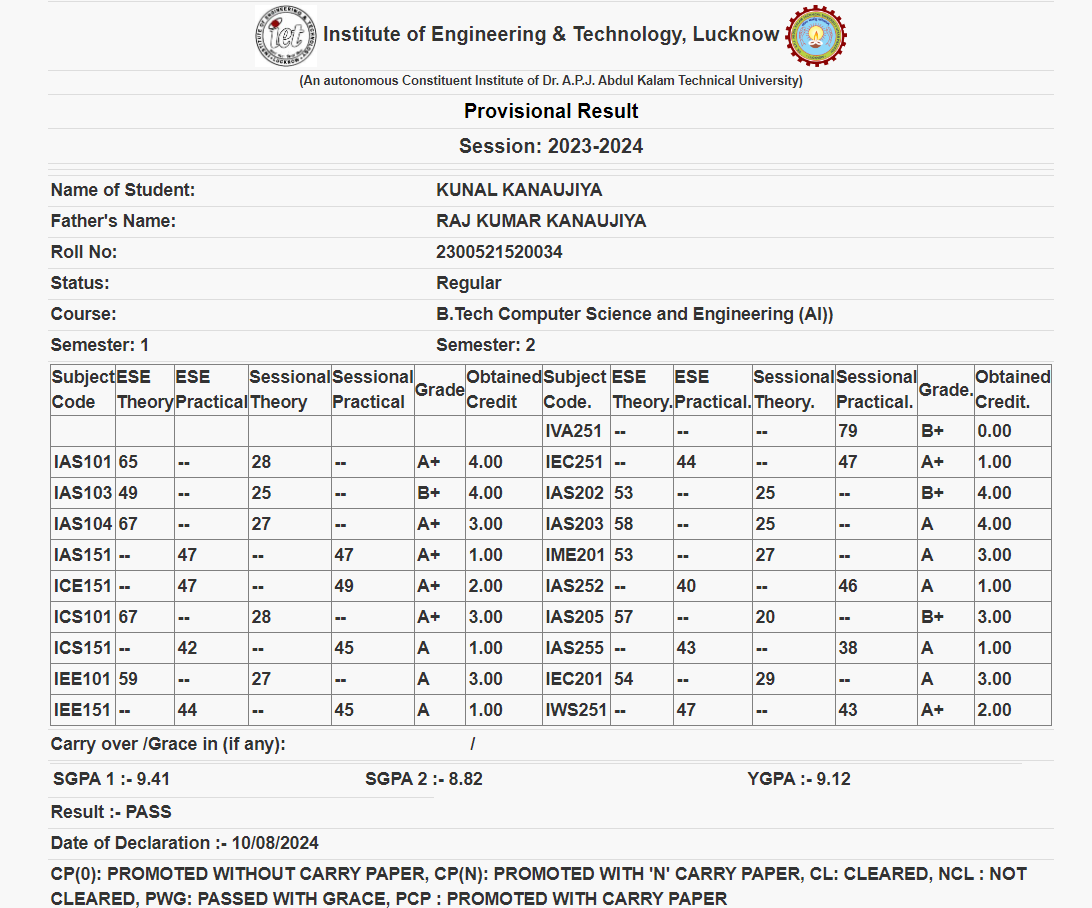 Institute of Engineering & Technology, Lucknow
(An autonomous Constituent Institute of Dr. A.P.J. Abdul Kalam Technical University)
Provisional Result
Session: 2023-2024
Name of Student: KUNAL KANAUJIYA
Father's Name: RAJ KUMAR KANAUJIYA
Roll No: 2300521520034
Status: Regular
Course: B.Tech Computer Science and Engineering (AI))
Semester: 1 Semester: 2
Subject Code ESE Theory ESE Practical Sessional Theory Sessional Practical Grade Obtained Credit Subject Code. ESE Theory. ESE Practical. Sessional Theory. Sessional Practical. Grade. Obtained Credit.
IVA251 -- -- -- 79 B+ 0.00
IAS101 65 -- 28 -- A+ 4.00 IEC251 -- 44 -- 47 A+ 1.00
IAS103 49 -- 25 -- B+ 4.00 IAS202 53 -- 25 -- B+ 4.00
IAS104 67 -- 27 -- A+ 3.00 IAS203 58 -- 25 -- A 4.00
IAS151 -- 47 -- 47 A+ 1.00 IME201 53 -- 27 -- A 3.00
ICE151 -- 47 -- 49 A+ 2.00 IAS252 -- 40 -- 46 A 1.00
ICS101 67 -- 28 -- A+ 3.00 IAS205 57 -- 20 -- B+ 3.00
ICS151 -- 42 -- 45 A 1.00 IAS255 -- 43 -- 38 A 1.00
IEE101 59 -- 27 -- A 3.00 IEC201 54 -- 29 -- A 3.00
IEE151 -- 44 -- 45 A 1.00 IWS251 -- 47 -- 43 A+ 2.00
Carry over /Grace in (if any): /
SGPA 1 :- 9.41 SGPA 2 :- 8.82 YGPA :- 9.12
Result :- PASS
Date of Declaration :- 10/08/2024
CP(0): PROMOTED WITHOUT CARRY PAPER, CP(N): PROMOTED WITH 'N' CARRY PAPER, CL: CLEARED, NCL : NOT
CLEARED, PWG: PASSED WITH GRACE, PCP : PROMOTED WITH CARRY PAPER